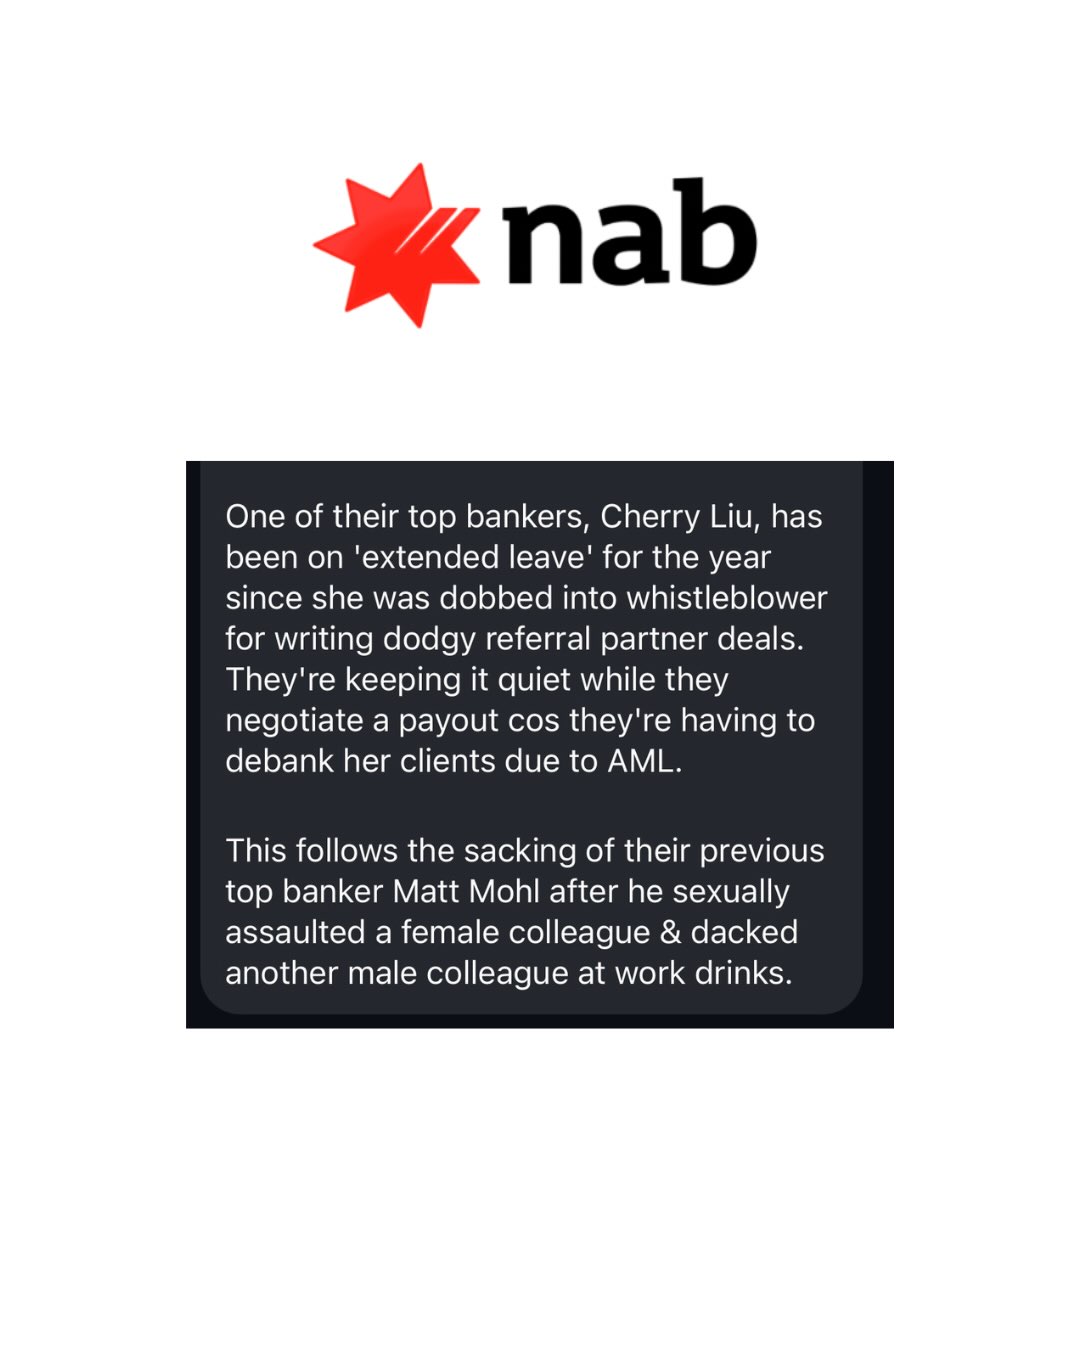 nab
One of their top bankers, Cherry Liu, has
been on 'extended leave' for the year
since she was dobbed into whistleblower
for writing dodgy referral partner deals.
They're keeping it quiet while they
negotiate a payout cos they're having to
debank her clients due to AML.
This follows the sacking of their previous
top banker Matt Mohl after he sexually
assaulted a female colleague & dacked
another male colleague at work drinks.